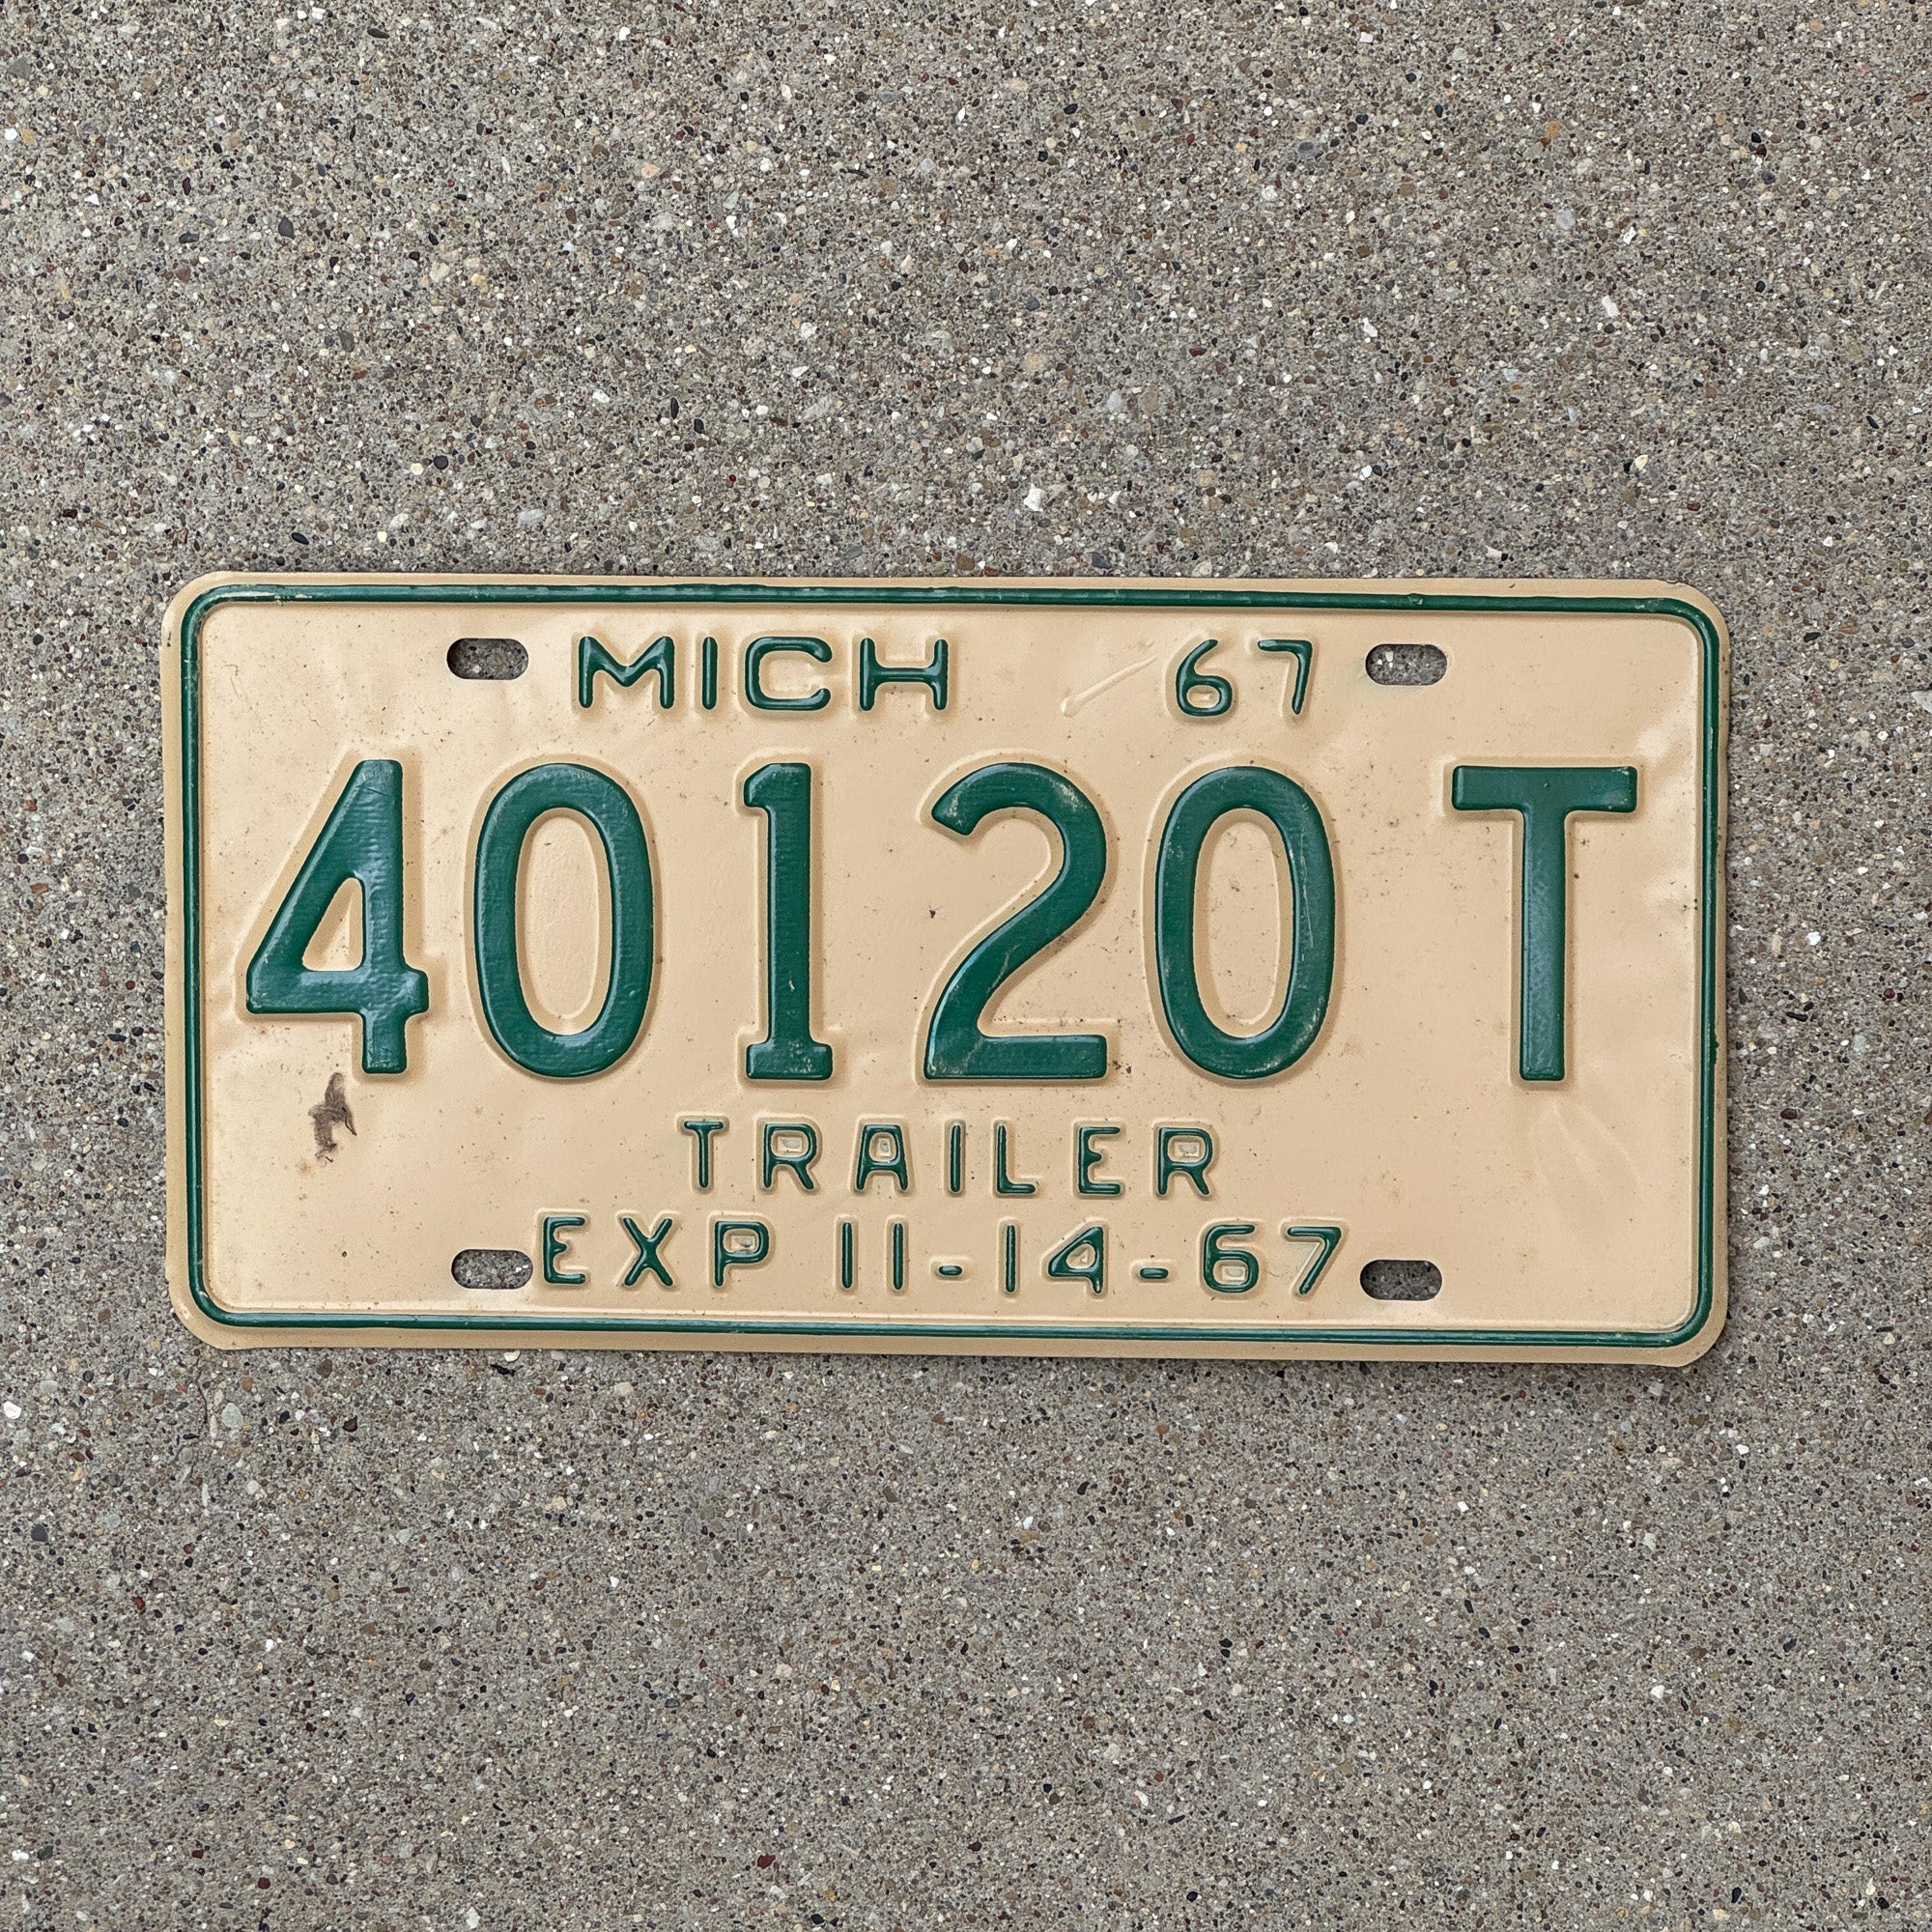 MICH 67
40120 T
TRAILER
EXP 11-14-67